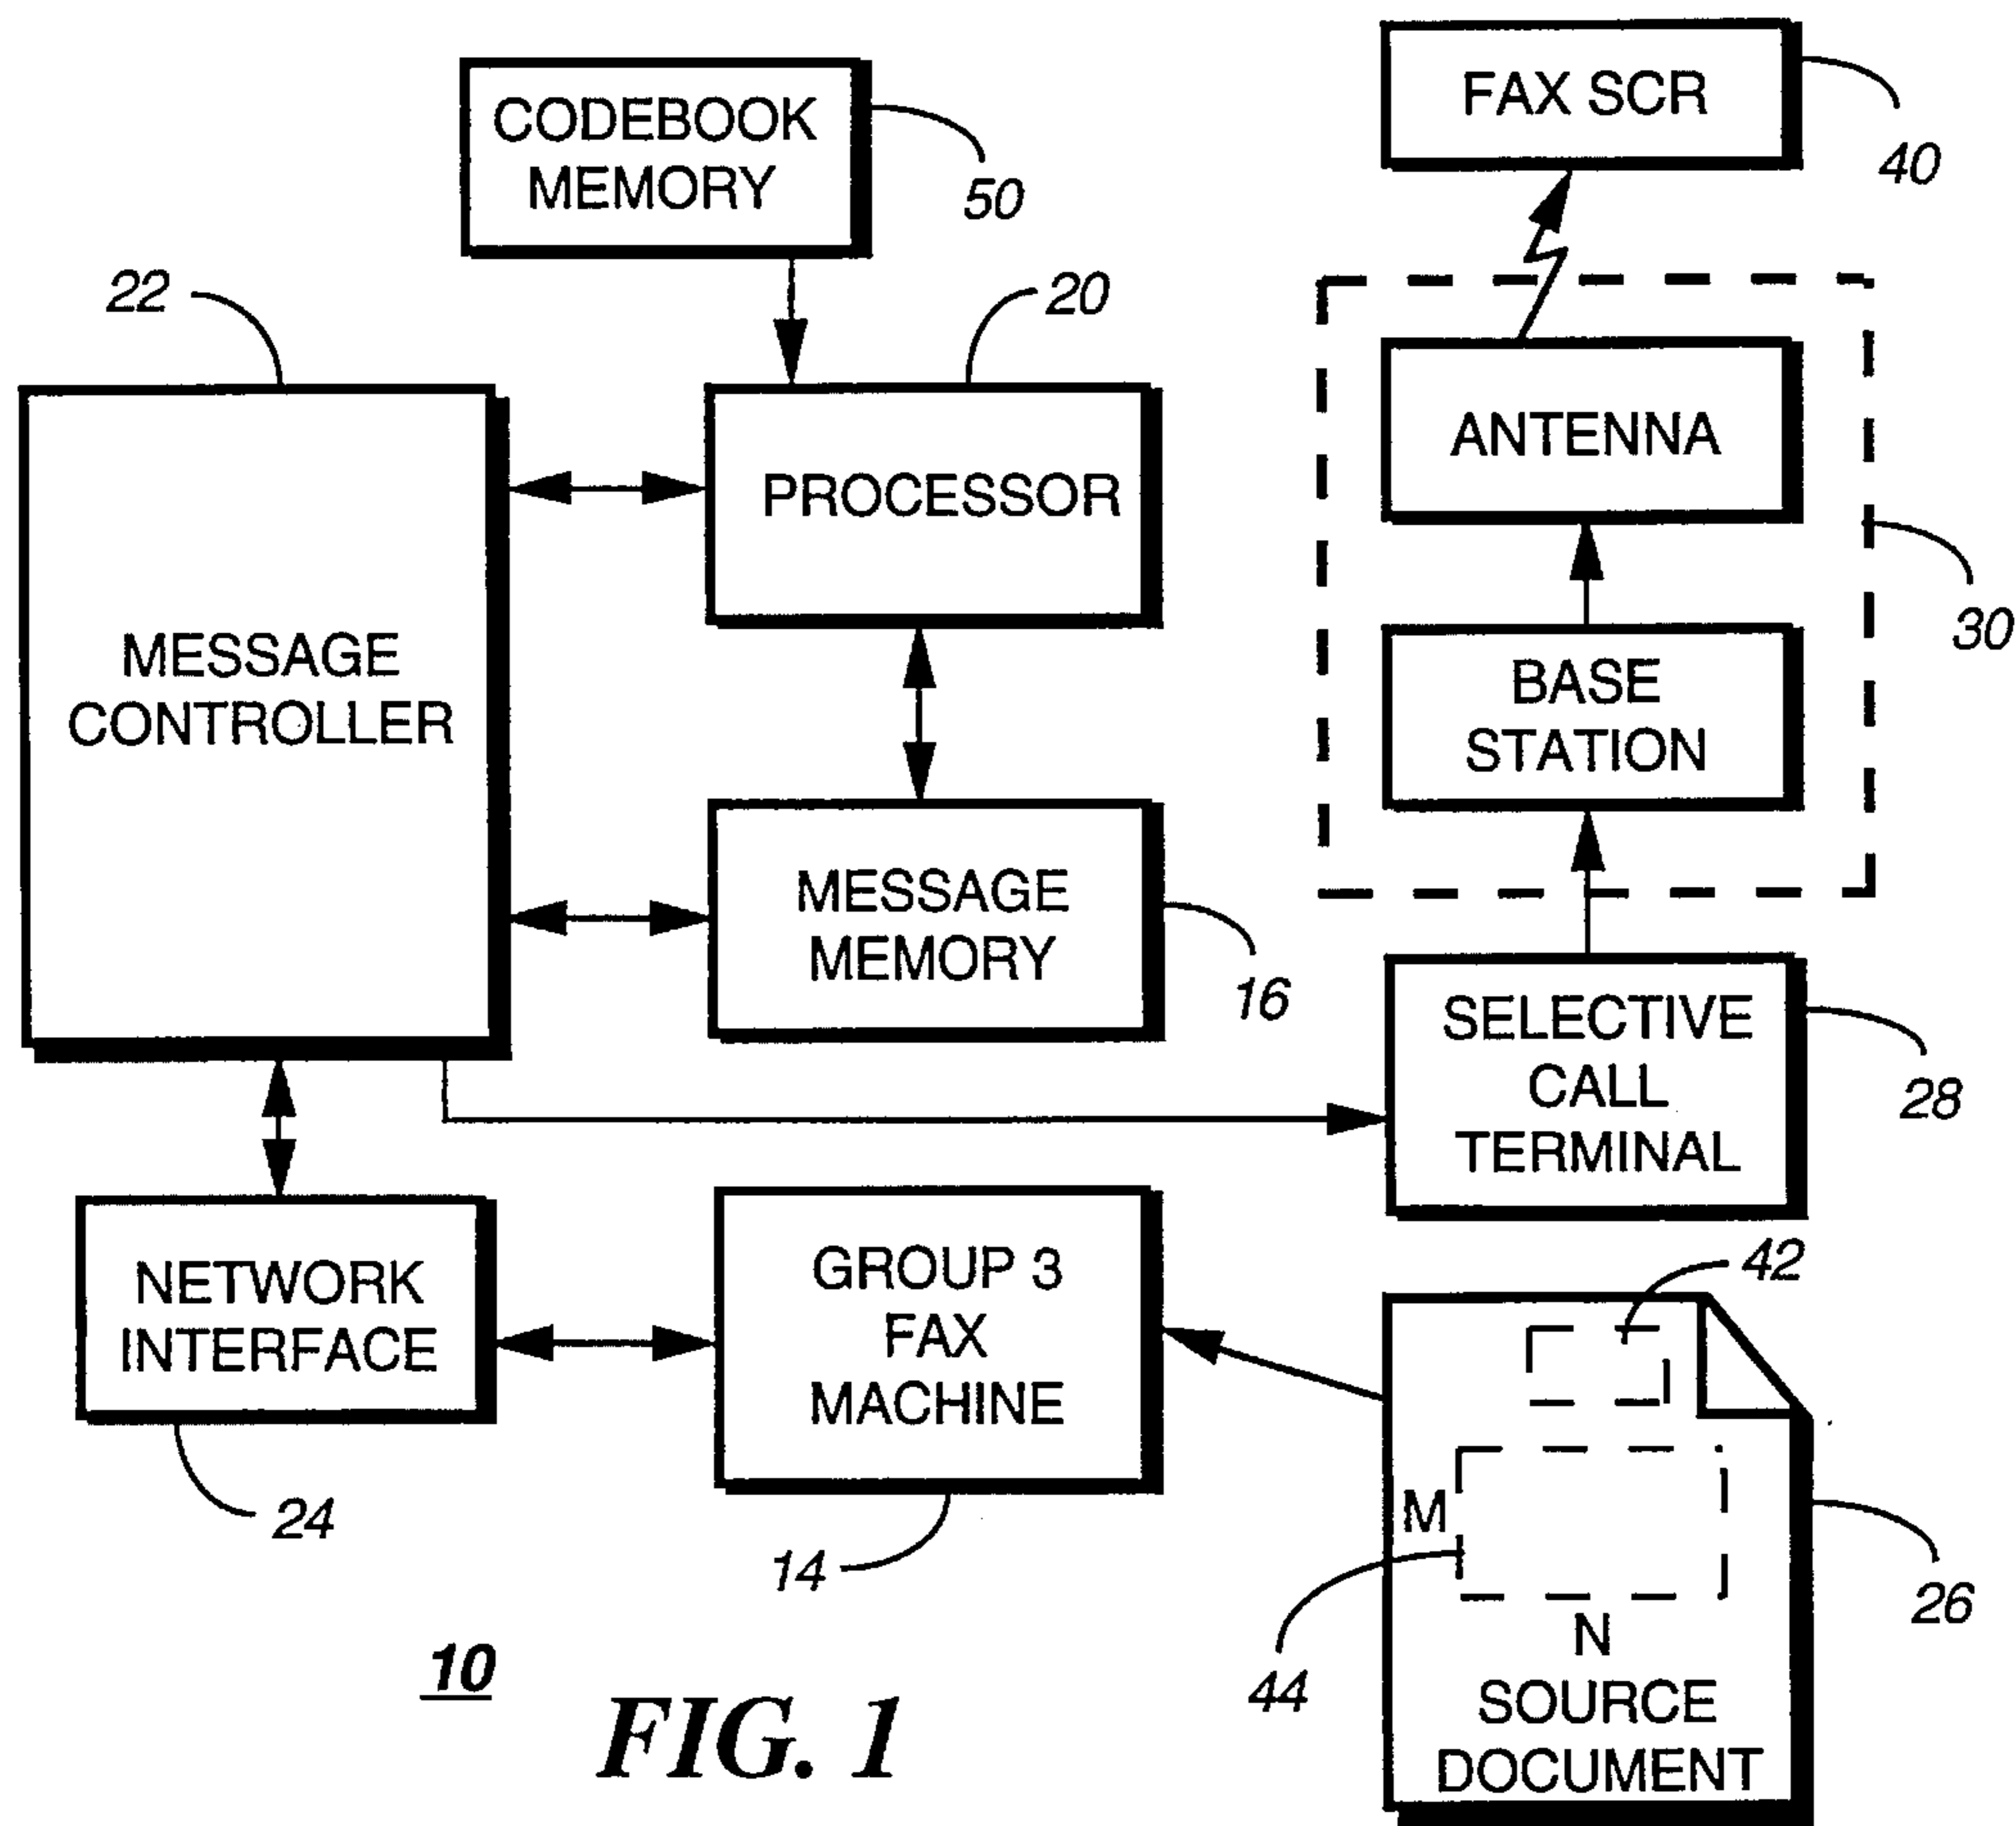 CODEBOOK
MEMORY
50
FAX SCR
40
22
20
MESSAGE
CONTROLLER
PROCESSOR
ANTENNA
30
BASE
STATION
MESSAGE
MEMORY
16
SELECTIVE
CALL
TERMINAL
28
NETWORK
INTERFACE
24
GROUP 3
FAX
MACHINE
14
42
M
44
N
SOURCE
DOCUMENT
26
10
FIG. 1